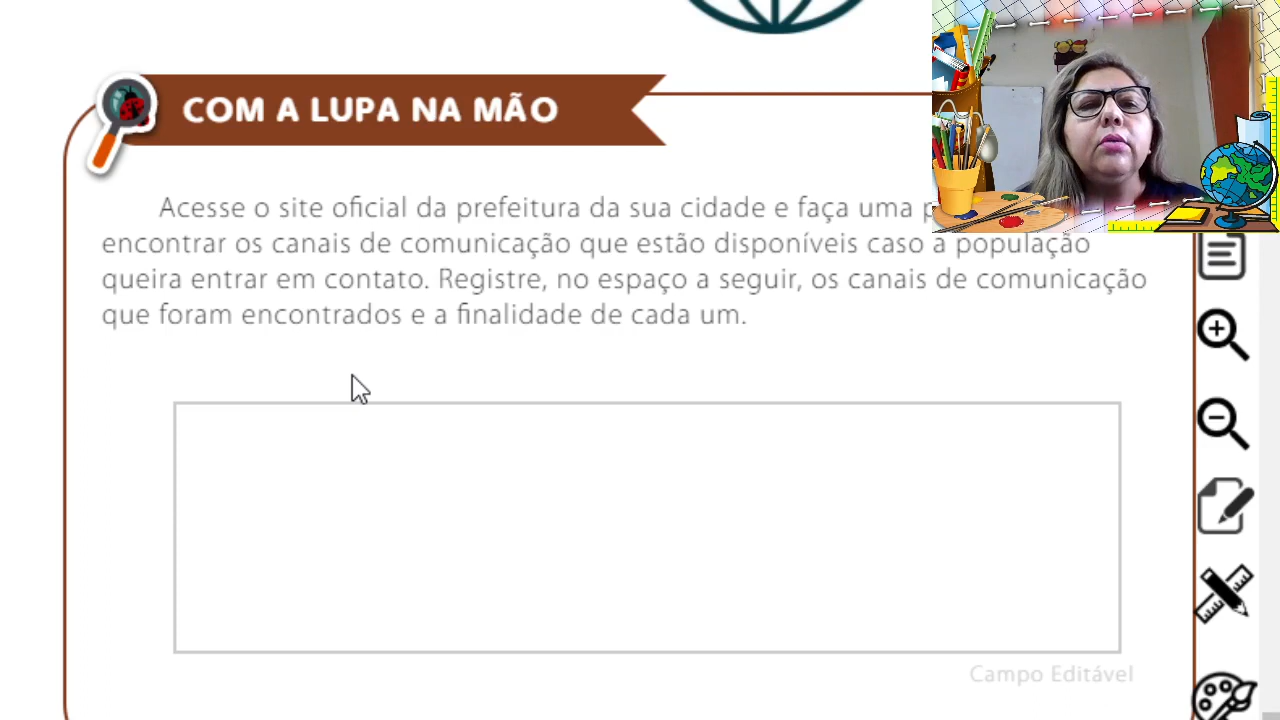 COM A LUPA NA MÃO
Acesse o site oficial da prefeitura da sua cidade e faça uma
encontrar os canais de comunicação que estão disponíveis caso a população
queira entrar em contato. Registre, no espaço a seguir, os canais de comunicação
que foram encontrados e a finalidade de cada um.
Campo Editável